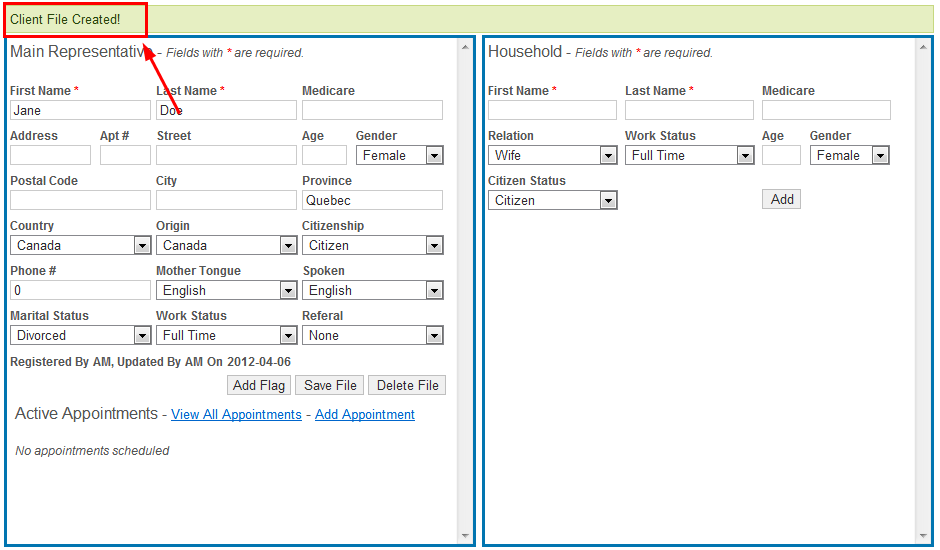 Client File Created!
Main Representative - Fields with * are required.
First Name * Last Name * Medicare
Jane Doe
Address Apt # Street Age Gender
Female
Postal Code City Province
Quebec
Country Origin Citizenship
Canada Canada Citizen
Phone # Mother Tongue Spoken
0 English English
Marital Status Work Status Referal
Divorced Full Time None
Registered By AM, Updated By AM On 2012-04-06
Add Flag Save File Delete File
Active Appointments - View All Appointments - Add Appointment
No appointments scheduled
Household - Fields with * are required.
First Name * Last Name * Medicare
Relation Work Status Age Gender
Wife Full Time Female
Citizen Status
Citizen Add